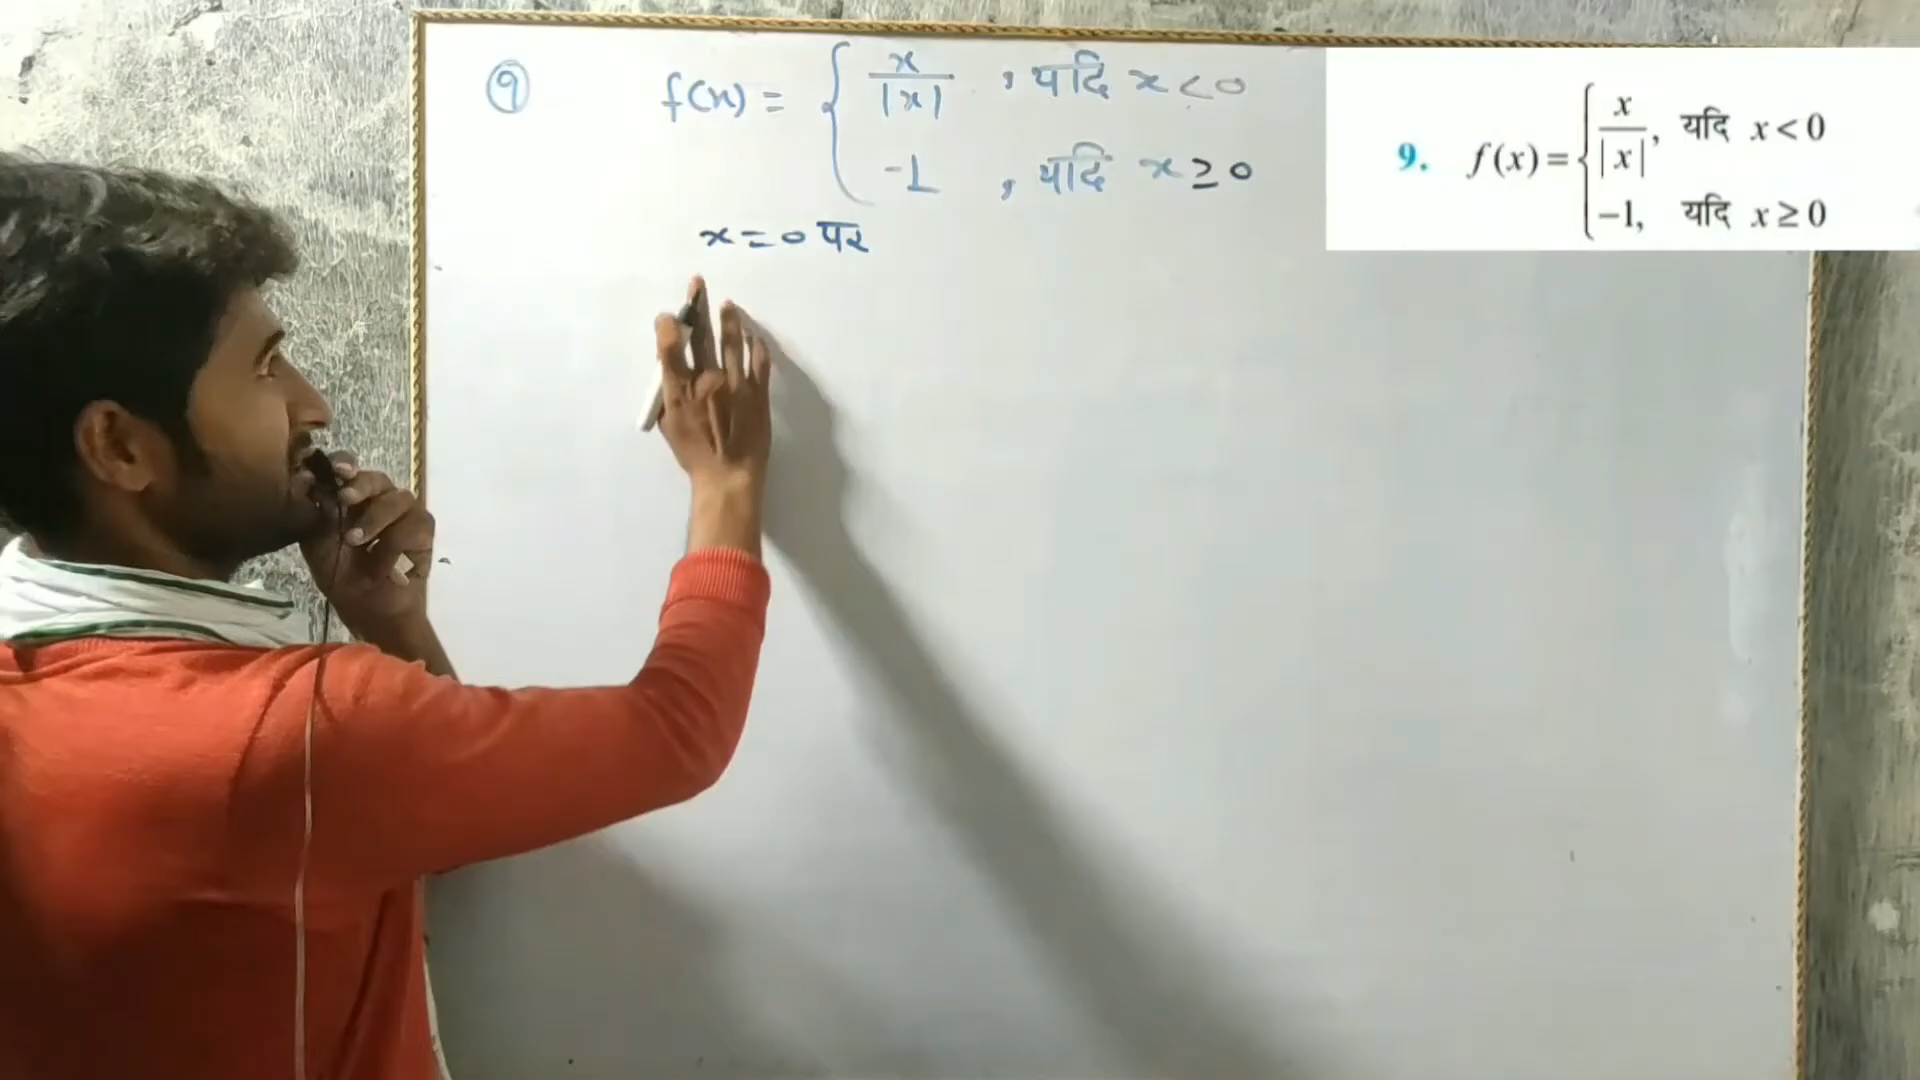 9 f(x) = { x/|x| , यदि x < 0
-1 , यदि x ≥ 0
x = 0 पर
9. f(x) = { x/|x|, यदि x < 0
-1, यदि x ≥ 0